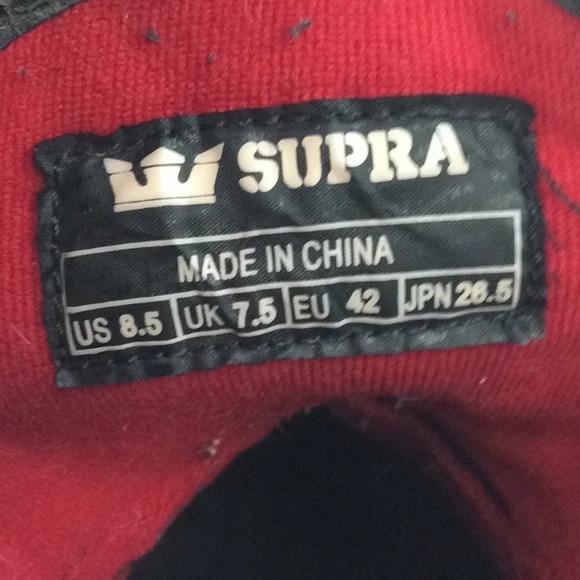 SUPRA
MADE IN CHINA
US 8.5 UK 7.5 EU 42 JPN 26.5